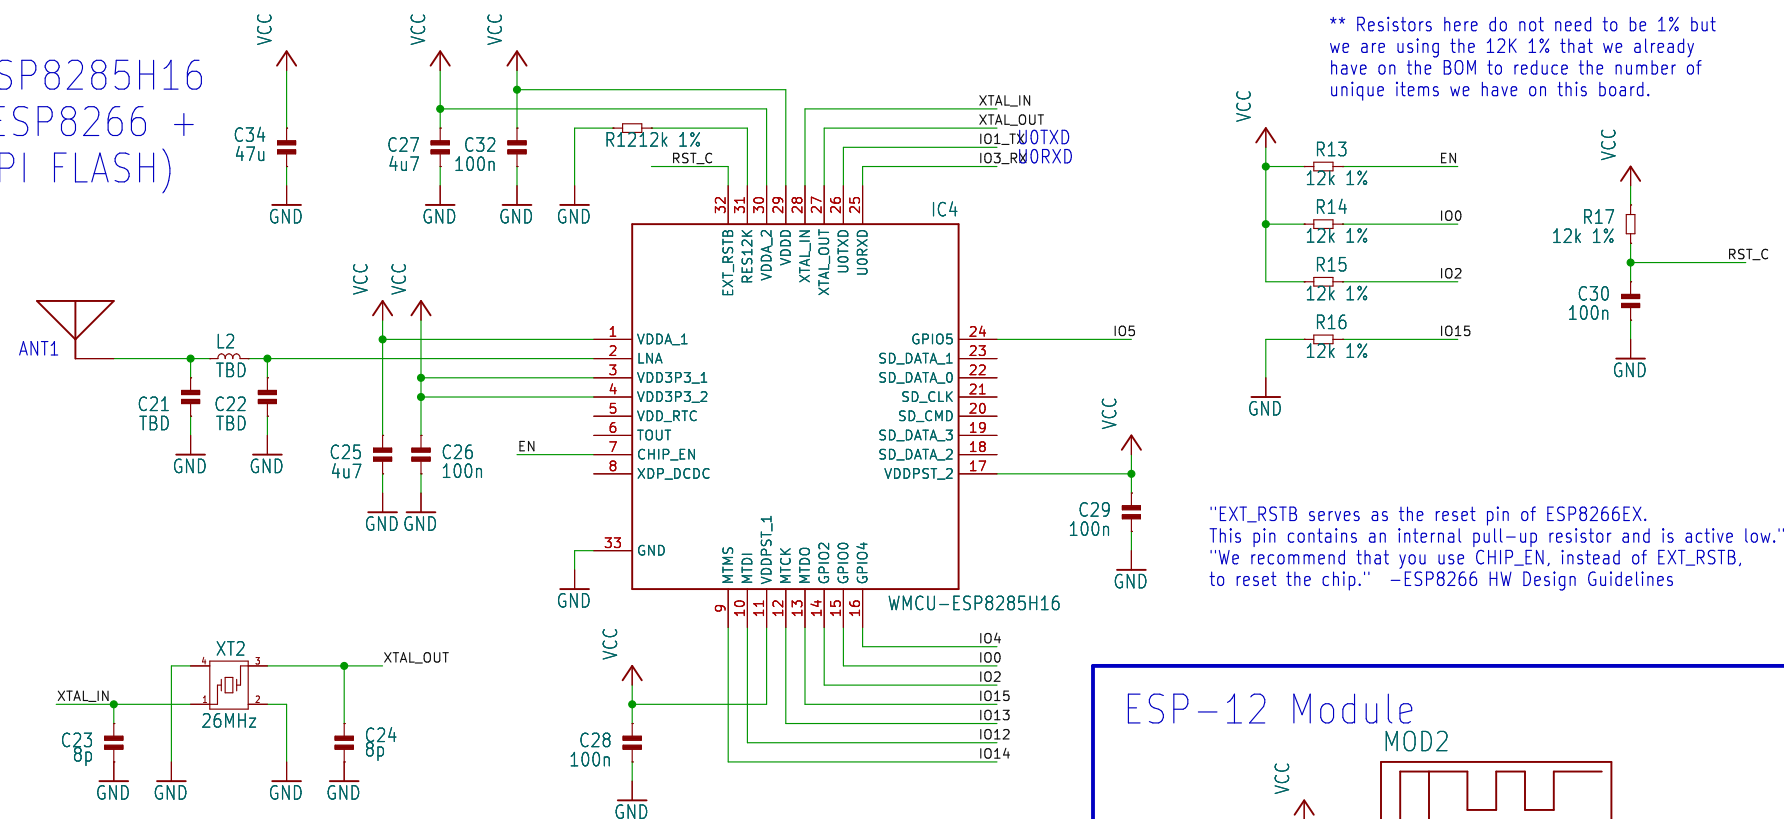 SP8285H16
ESP8266 +
PI FLASH)
** Resistors here do not need to be 1% but
we are using the 12K 1% that we already
have on the BOM to reduce the number of
unique items we have on this board.
VCC
C34
47u
GND
VCC
C27
4u7
GND
VCC
C32
100n
GND
R12
12k 1%
GND
RST_C
XTAL_IN
XTAL_OUT
IO1_TX
U0TXD
IO3_RX
U0RXD
32
31
30
29
28
27
26
25
IC4
EXT_RSTB
RES12K
VDDA_2
VDDD
XTAL_IN
XTAL_OUT
U0TXD
U0RXD
VCC
R13
12k 1%
EN
R14
12k 1%
IO0
R15
12k 1%
IO2
R16
12k 1%
IO15
GND
VCC
R17
12k 1%
RST_C
C30
100n
GND
ANT1
L2
TBD
C21
TBD
GND
C22
TBD
GND
VCC
VCC
C25
4u7
GND
C26
100n
GND
EN
1
VDDA_1
2
LNA
3
VDD3P3_1
4
VDD3P3_2
5
VDD_RTC
6
TOUT
7
CHIP_EN
8
XDP_DCDC
33
GND
GND
GPIO5
24
IO5
SD_DATA_1
23
SD_DATA_0
22
SD_CLK
21
SD_CMD
20
SD_DATA_3
19
SD_DATA_2
18
VDDPST_2
17
VCC
C29
100n
GND
MTMS
MTDI
VDDPST_1
MTCK
MTDO
GPIO2
GPIO0
GPIO4
9
10
11
12
13
14
15
16
WMCU-ESP8285H16
IO4
IO0
IO2
IO15
IO13
IO12
IO14
VCC
C28
100n
GND
"EXT_RSTB serves as the reset pin of ESP8266EX.
This pin contains an internal pull-up resistor and is active low."
"We recommend that you use CHIP_EN, instead of EXT_RSTB,
to reset the chip." -ESP8266 HW Design Guidelines
XT2
4
3
XTAL_OUT
XTAL_IN
1
2
26MHz
C23
8p
GND
GND
GND
C24
8p
GND
ESP-12 Module
MOD2
VCC